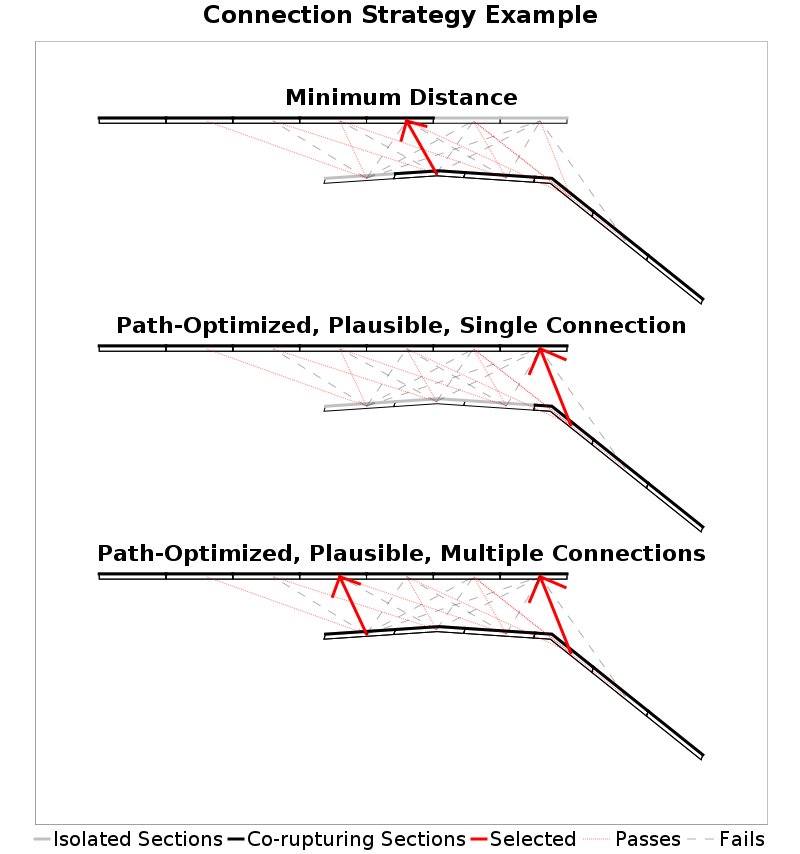 Connection Strategy Example
Minimum Distance
Path-Optimized, Plausible, Single Connection
Path-Optimized, Plausible, Multiple Connections
Isolated Sections Co-rupturing Sections Selected Passes Fails